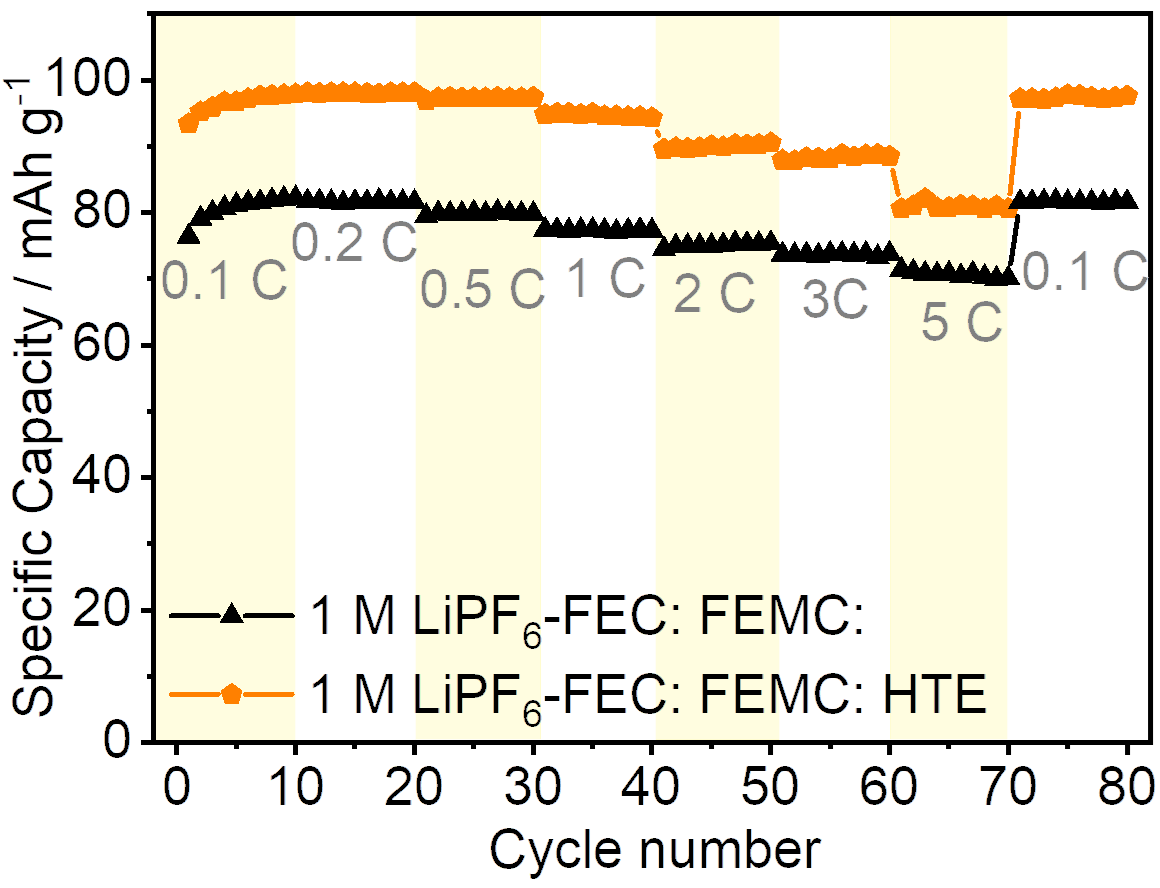 Specific Capacity / mAh g⁻¹
100
80
60
40
20
0
0.1 C
0.2 C
0.5 C
1 C
2 C
3C
5 C
0.1 C
1 M LiPF₆-FEC: FEMC:
1 M LiPF₆-FEC: FEMC: HTE
0 10 20 30 40 50 60 70 80
Cycle number